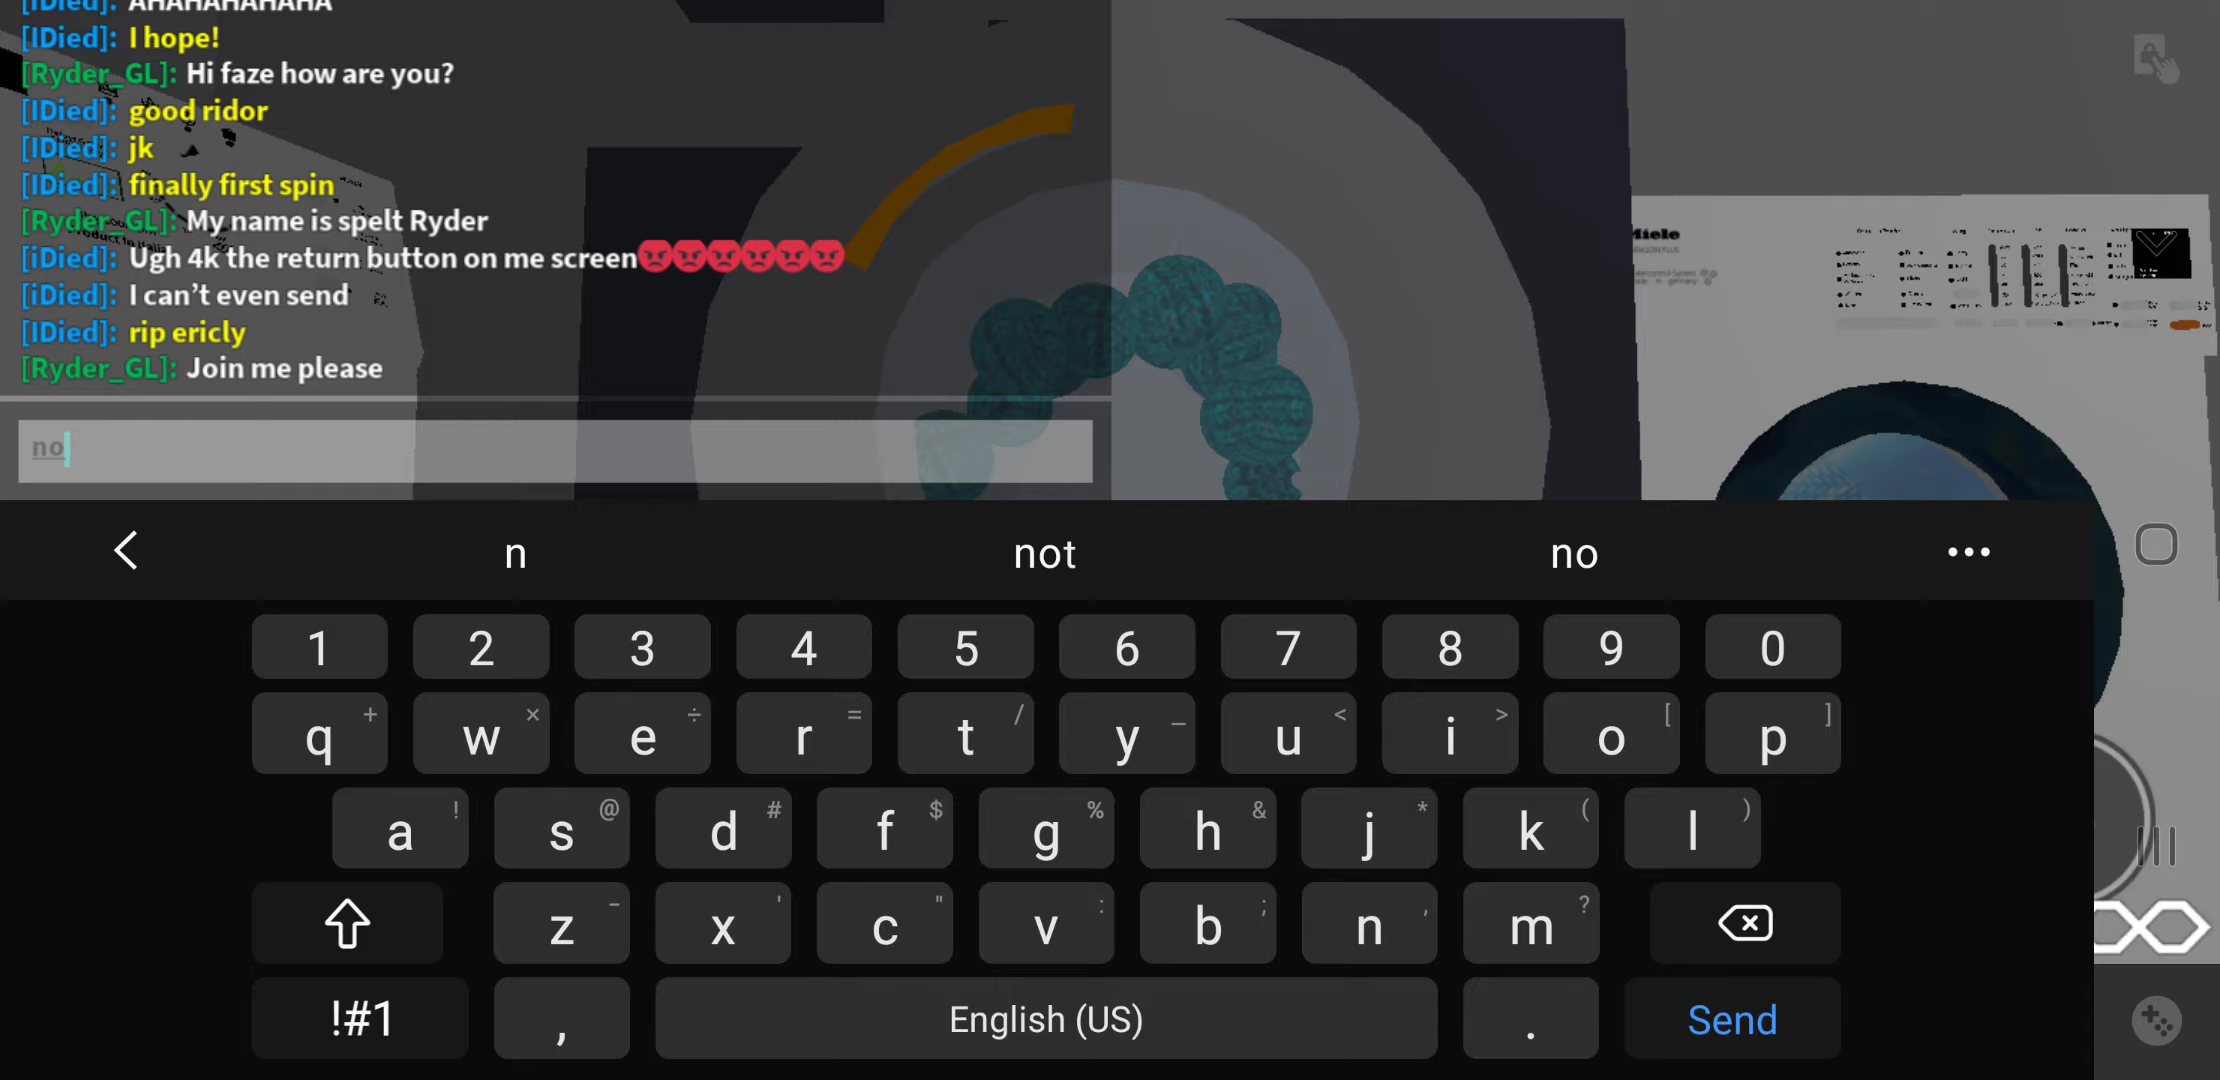 [IDied]: AHAHAHAHAHA
[IDied]: I hope!
[Ryder_GL]: Hi faze how are you?
[IDied]: good ridor
[IDied]: jk
[IDied]: finally first spin
[Ryder_GL]: My name is spelt Ryder
[iDied]: Ugh 4k the return button on me screen😡😡😡😡😡😡
[iDied]: I can’t even send
[IDied]: rip ericly
[Ryder_GL]: Join me please
Miele
no
n not no
1 2 3 4 5 6 7 8 9 0
q + w × e ÷ r = t / y _ u < i > o [ p ]
a ! s @ d # f $ g % h & j * k ( l )
z - x ' c " v : b ; n , m ?
!#1 , English (US) . Send